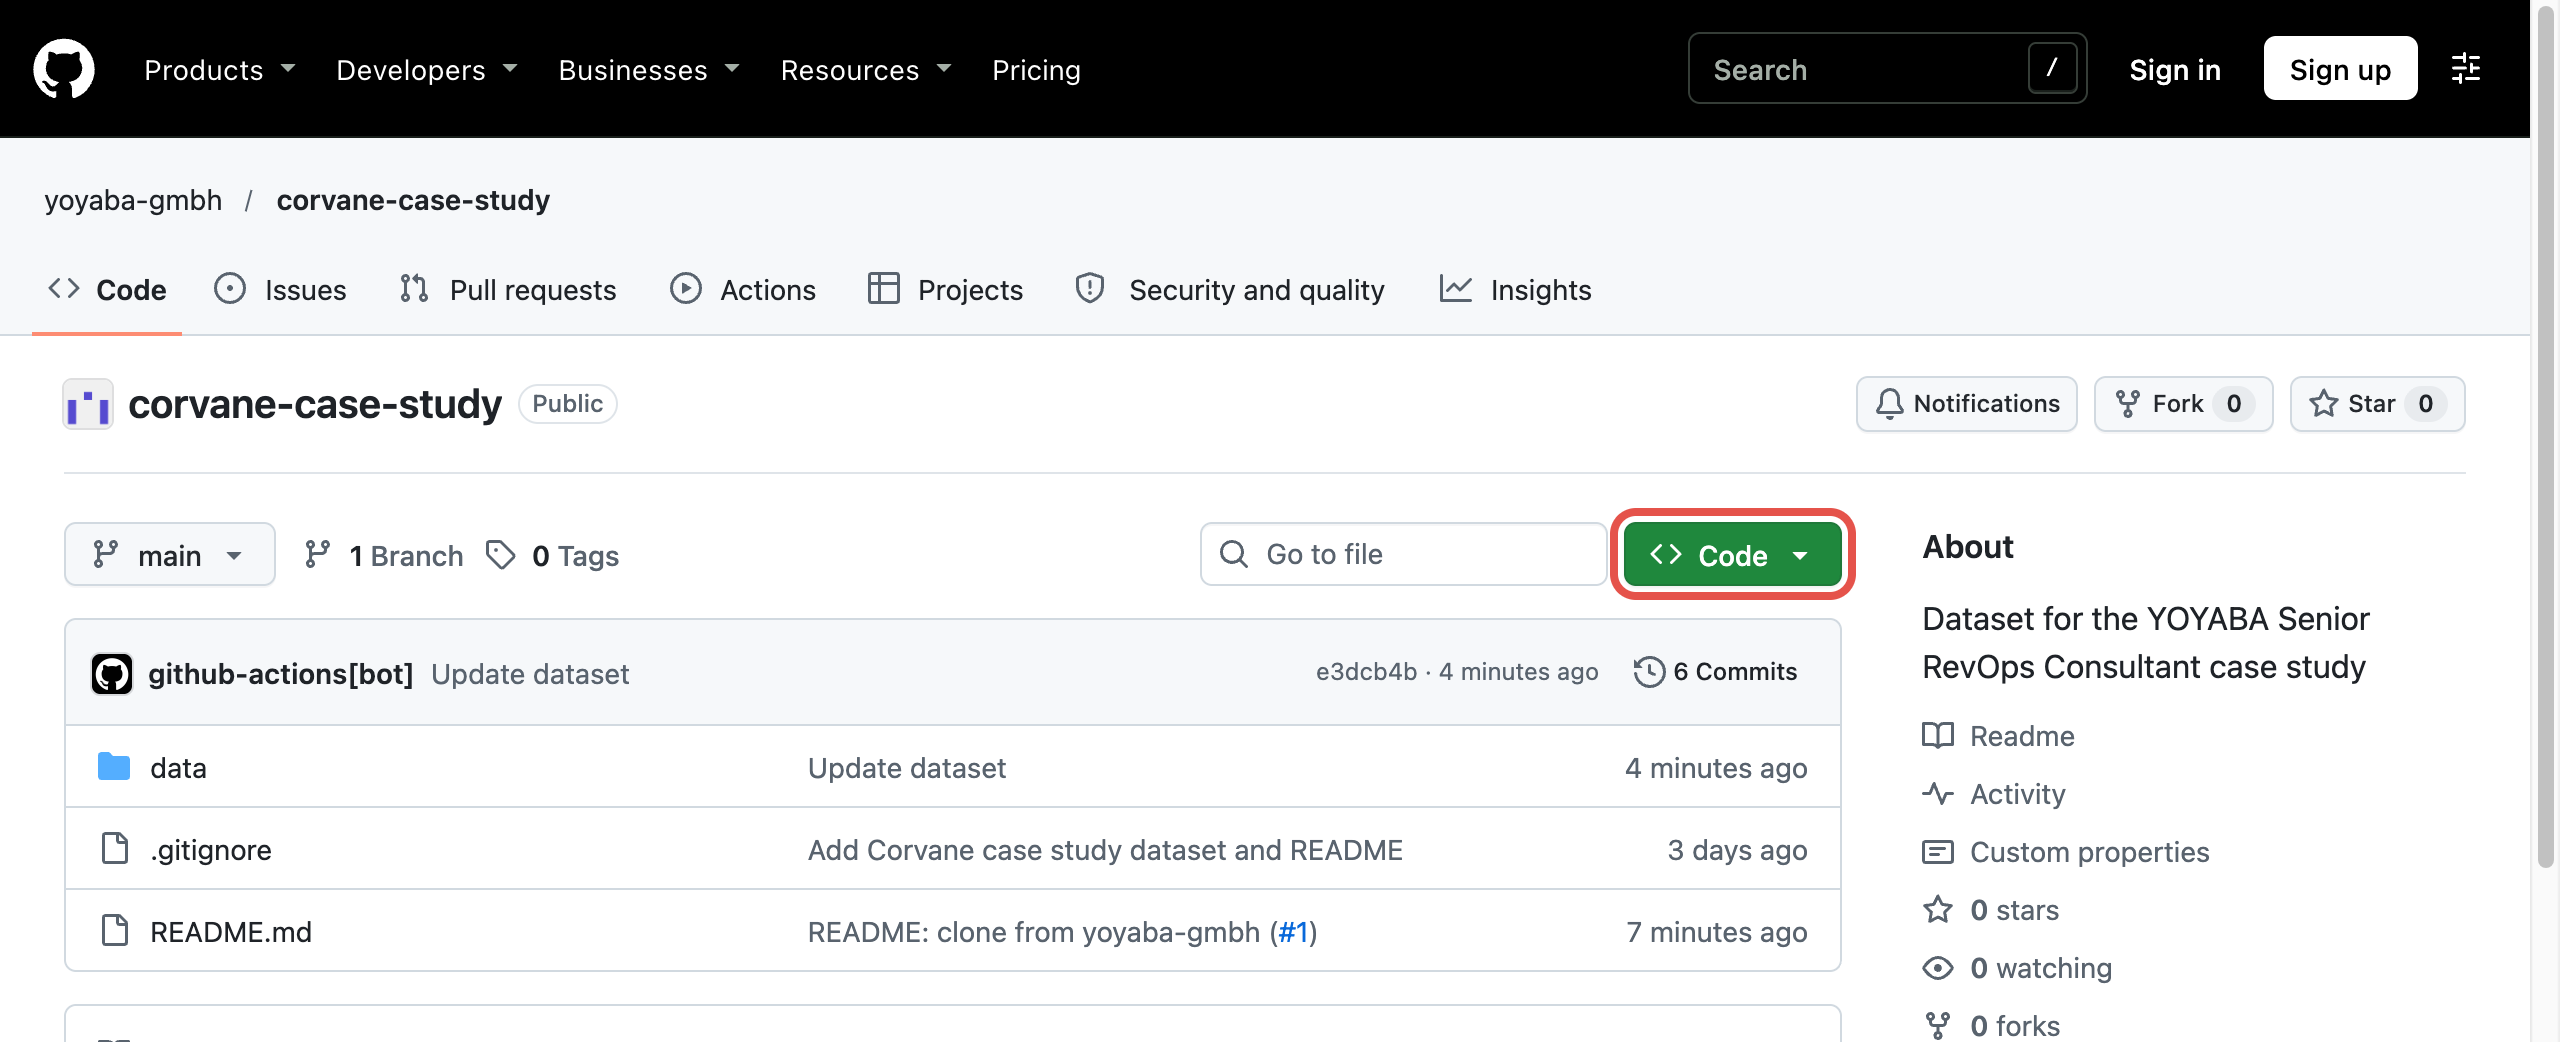 Products Developers Businesses Resources Pricing Search / Sign in Sign up
yoyaba-gmbh / corvane-case-study
Code Issues Pull requests Actions Projects Security and quality Insights
corvane-case-study Public Notifications Fork 0 Star 0
main 1 Branch 0 Tags Go to file Code
github-actions[bot] Update dataset e3dcb4b · 4 minutes ago 6 Commits
data Update dataset 4 minutes ago
.gitignore Add Corvane case study dataset and README 3 days ago
README.md README: clone from yoyaba-gmbh (#1) 7 minutes ago
About
Dataset for the YOYABA Senior
RevOps Consultant case study
Readme
Activity
Custom properties
0 stars
0 watching
0 forks